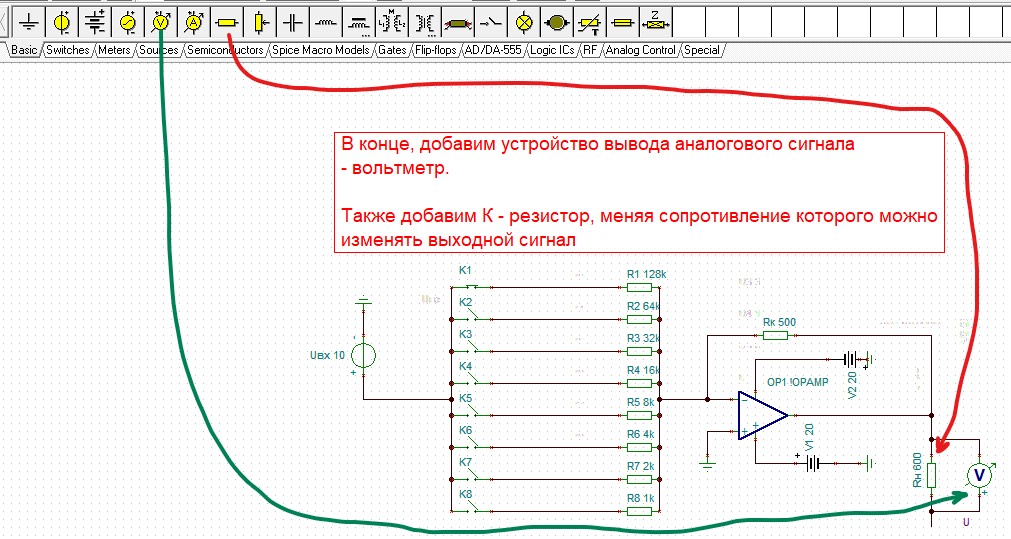 Basic Switches Meters Sources Semiconductors Spice Macro Models Gates Flip-flops AD/DA-555 Logic ICs RF Analog Control Special
В конце, добавим устройство вывода аналогового сигнала
- вольтметр.
Также добавим К - резистор, меняя сопротивление которого можно
изменять выходной сигнал
K1
R1 128k
K2
R2 64k
K3
R3 32k
K4
R4 16k
K5
R5 8k
K6
R6 4k
K7
R7 2k
K8
R8 1k
Uвх 10
Rк 500
OP1 !OPAMP
V2 20
V1 20
Rн 600
V
U